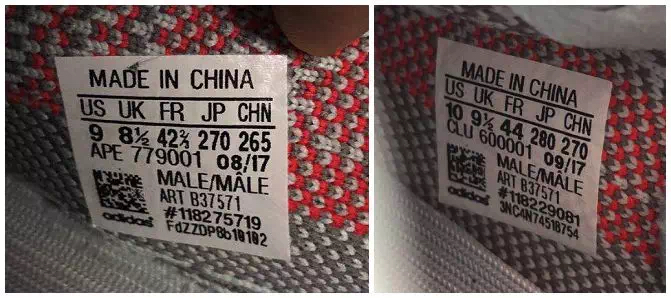 MADE IN CHINA
US UK FR JP CHN
9 8½ 42⅔ 270 265
APE 779001 08/17
MALE/MÂLE
ART B37571
#118275719
adidas FdZZDPBb10102
MADE IN CHINA
US UK FR JP CHN
10 9½ 44 280 270
CLU 600001 09/17
MALE/MÂLE
ART B37571
#118229081
adidas 3NC4N7451B754